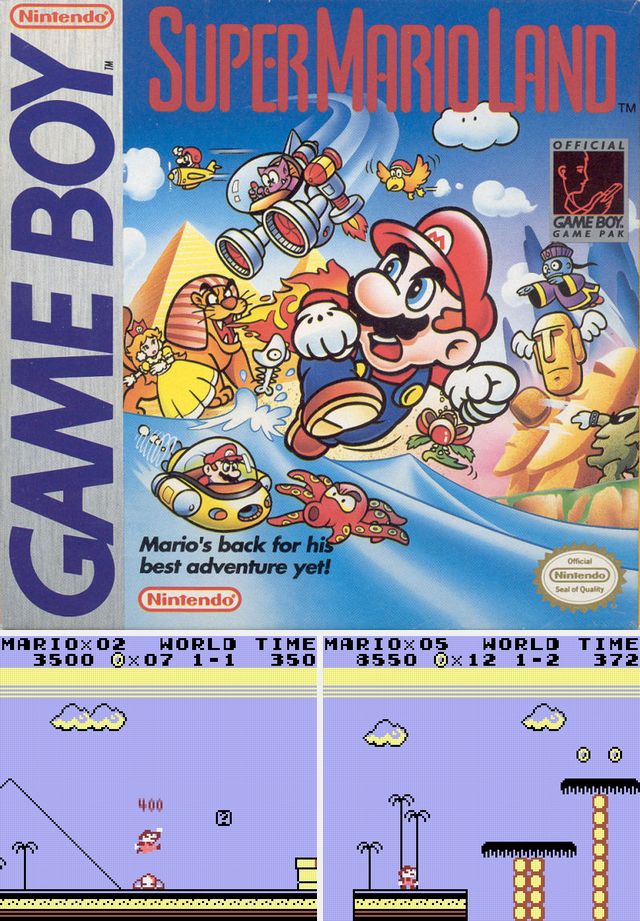 Nintendo
GAME BOY TM
SUPER MARIO LAND TM
OFFICIAL
GAME BOY
GAME PAK
M
Mario's back for his
best adventure yet!
Nintendo
Official
Nintendo
Seal of Quality
MARIO×02 WORLD TIME
3500 ×07 1-1 350
400
?
MARIO×05 WORLD TIME
8550 ×12 1-2 372